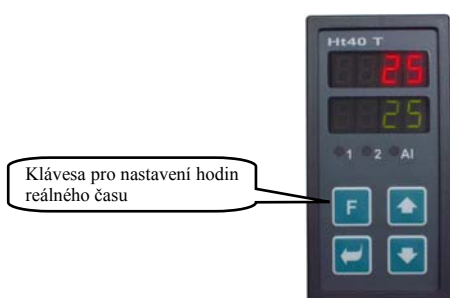 Ht40 T
25
25
1 2 Al
Klávesa pro nastavení hodin
reálného času
F